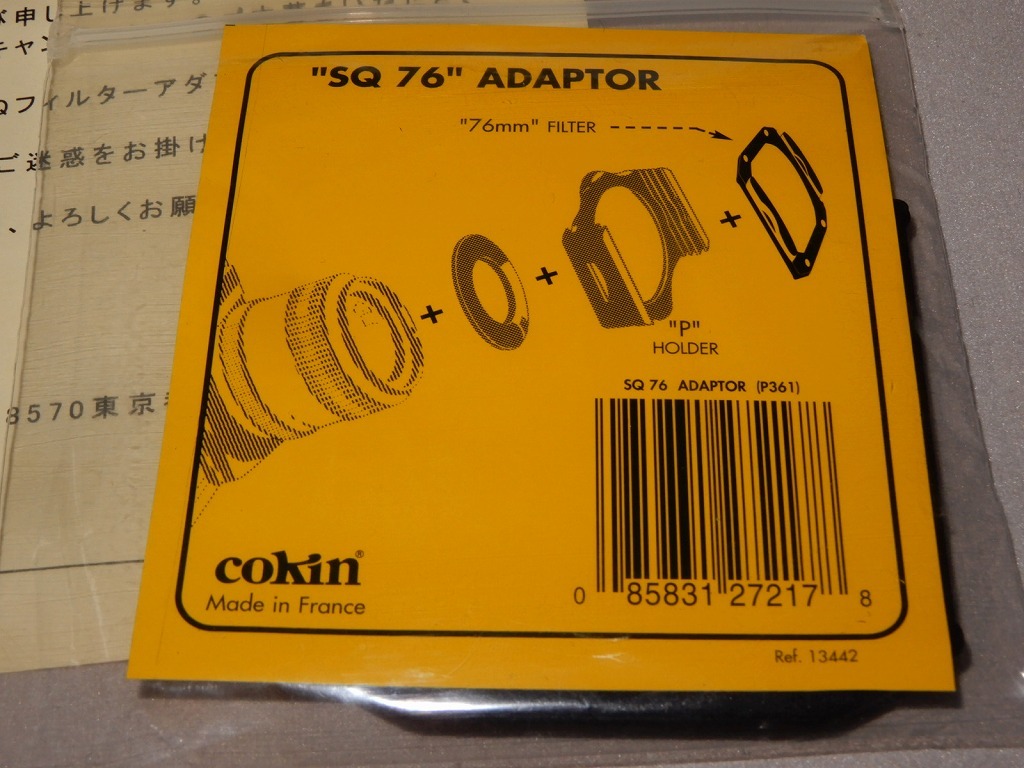 申し上げます。
キャン
Qフィルターアダ
ご迷惑をお掛け
、よろしくお願
8570東京
"SQ 76" ADAPTOR
"76mm" FILTER
"P"
HOLDER
SQ 76 ADAPTOR (P361)
cokin®
Made in France
0 85831 27217 8
Ref. 13442